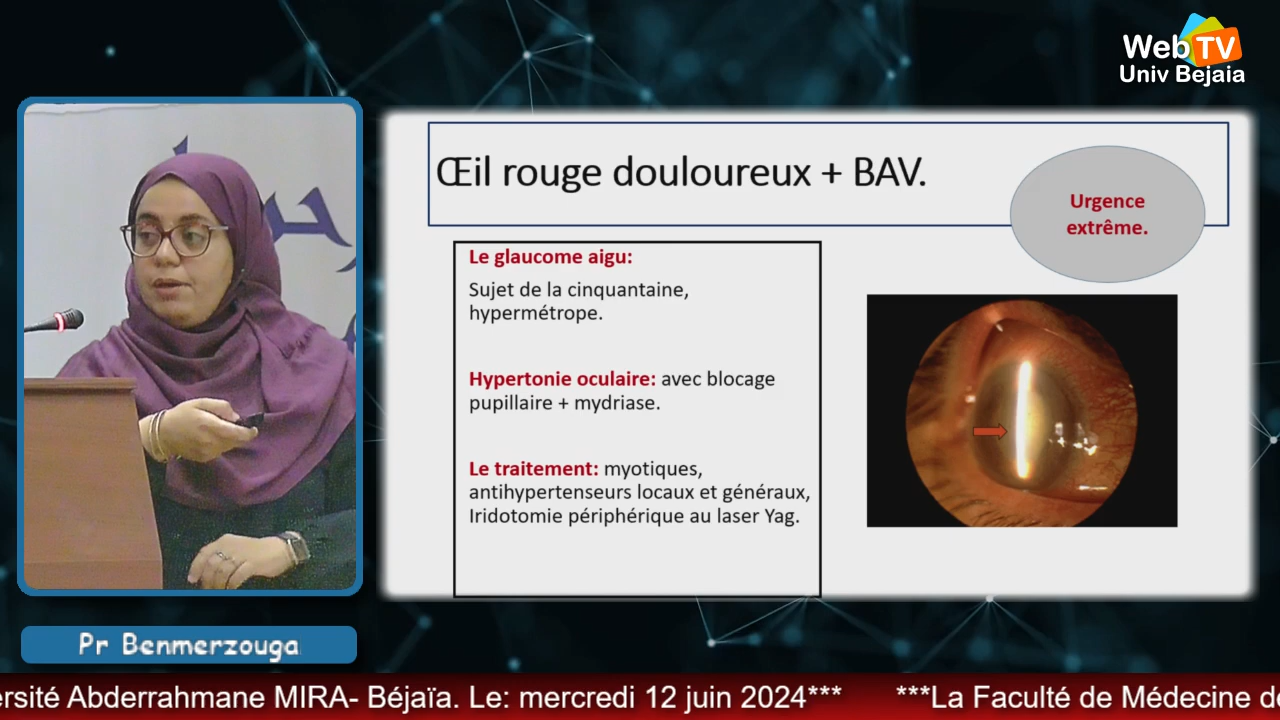 Web TV
Univ Bejaia
Œil rouge douloureux + BAV.
Urgence
extrême.
Le glaucome aigu:
Sujet de la cinquantaine,
hypermétrope.
Hypertonie oculaire: avec blocage
pupillaire + mydriase.
Le traitement: myotiques,
antihypertenseurs locaux et généraux,
Iridotomie périphérique au laser Yag.
Pr Benmerzouga
ersité Abderrahmane MIRA- Béjaïa. Le: mercredi 12 juin 2024*** ***La Faculté de Médecine de